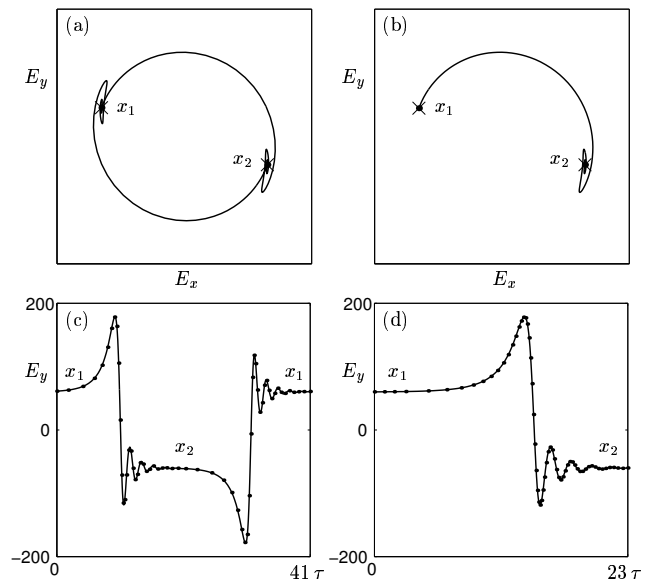 (a)
(b)
E_y
x_1
x_2
E_y
x_1
x_2
E_x
E_x
200
(c)
E_y
x_1
x_1
0
x_2
−200
0
41 τ
200
(d)
E_y
x_1
0
x_2
−200
0
23 τ